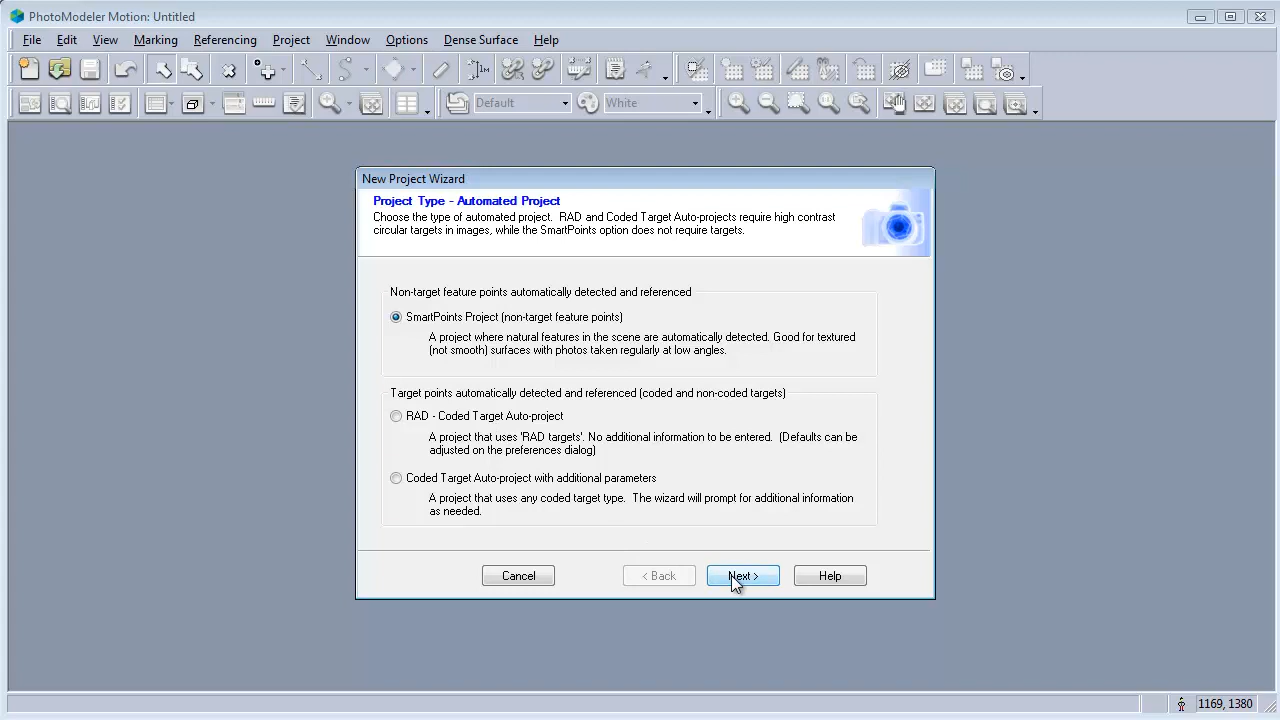 PhotoModeler Motion: Untitled
File Edit View Marking Referencing Project Window Options Dense Surface Help
Default White
New Project Wizard
Project Type - Automated Project
Choose the type of automated project. RAD and Coded Target Auto-projects require high contrast
circular targets in images, while the SmartPoints option does not require targets.
Non-target feature points automatically detected and referenced
SmartPoints Project (non-target feature points)
A project where natural features in the scene are automatically detected. Good for textured
(not smooth) surfaces with photos taken regularly at low angles.
Target points automatically detected and referenced (coded and non-coded targets)
RAD - Coded Target Auto-project
A project that uses 'RAD targets'. No additional information to be entered. (Defaults can be
adjusted on the preferences dialog)
Coded Target Auto-project with additional parameters
A project that uses any coded target type. The wizard will prompt for additional information
as needed.
Cancel < Back Next > Help
1169, 1380